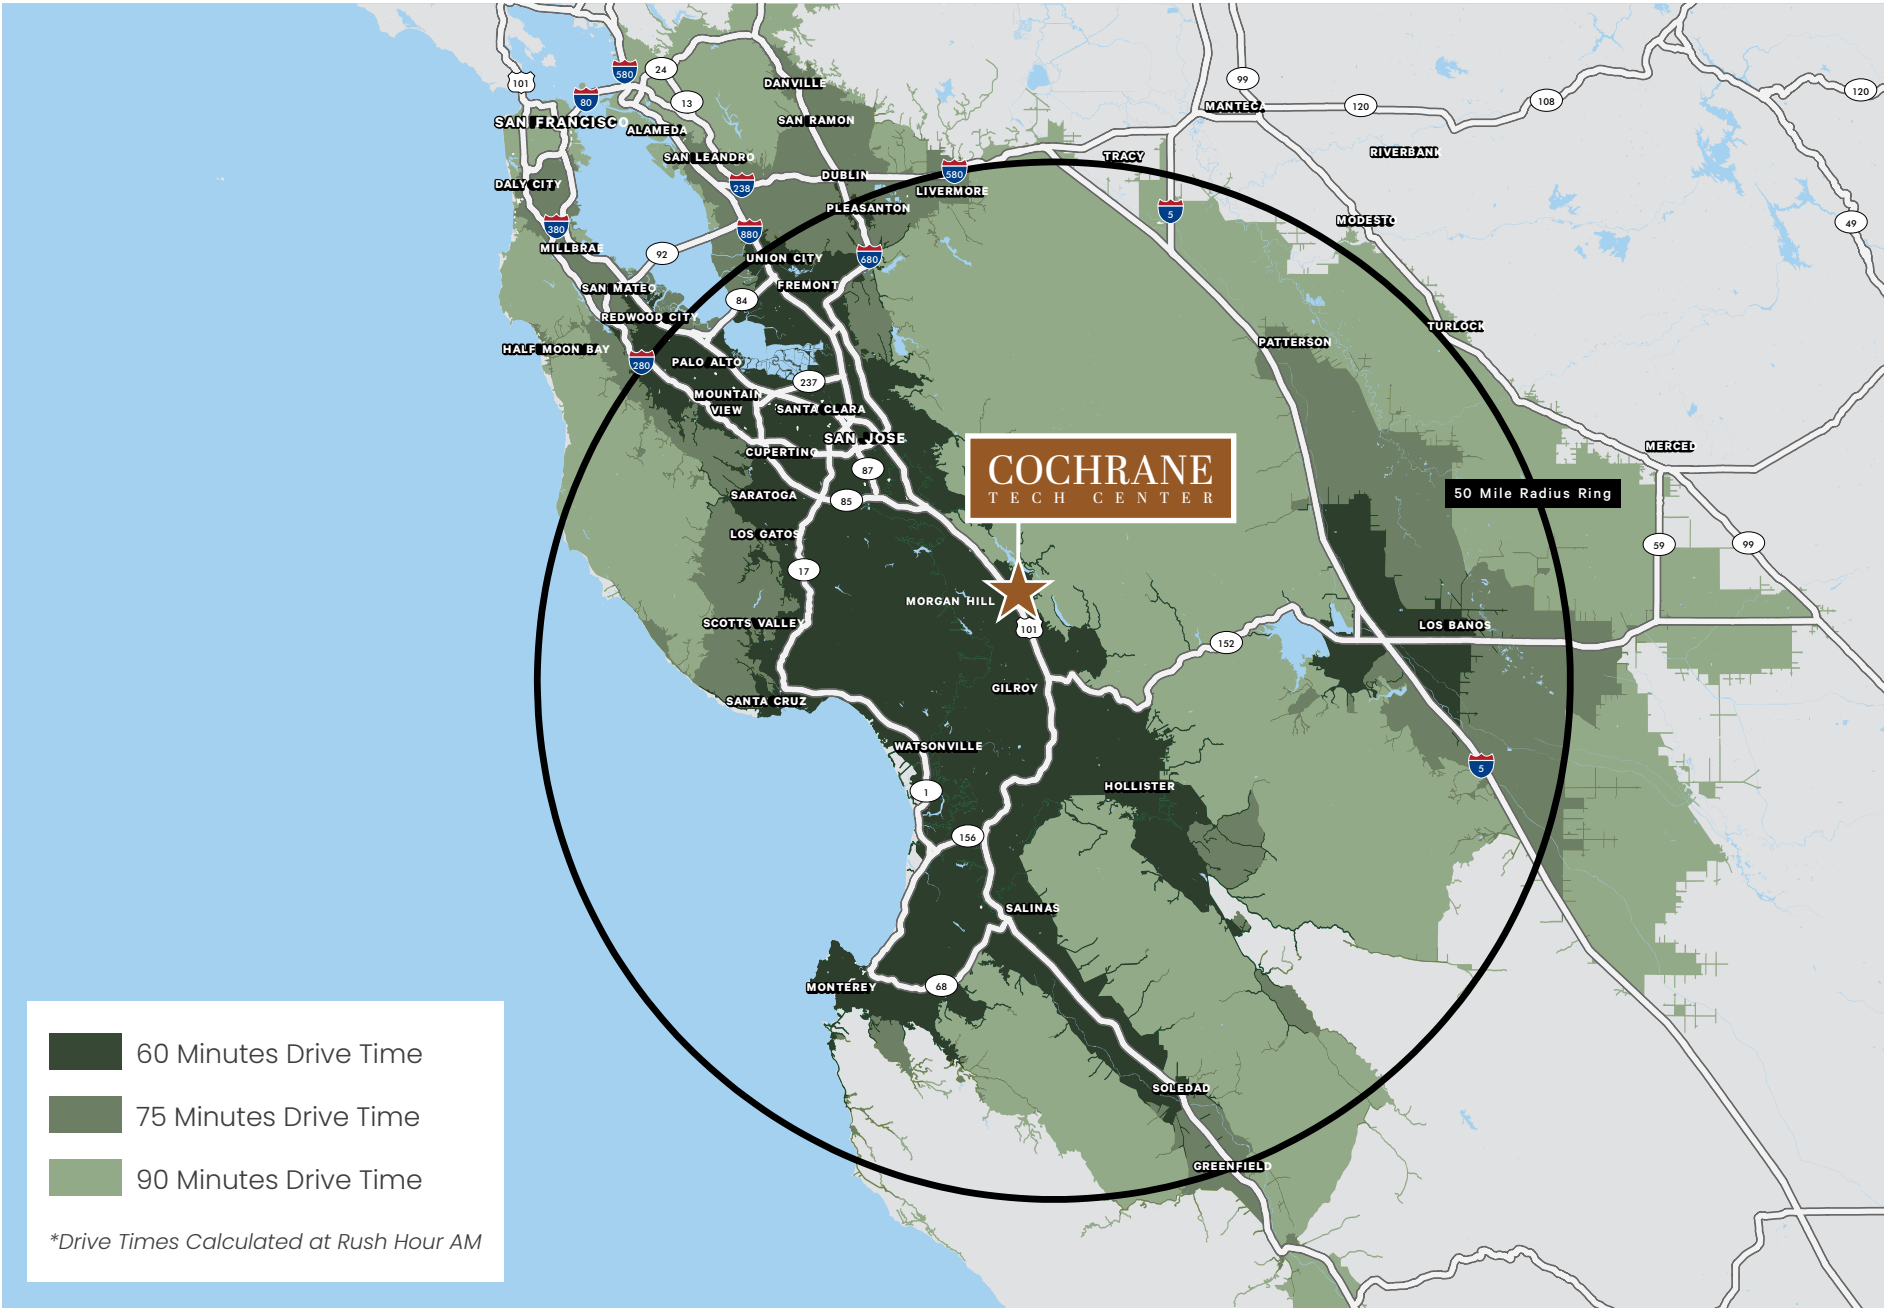 580
24
101
80
13
DANVILLE
99
MANTECA
120
108
120
SAN FRANCISCO
ALAMEDA
SAN RAMON
SAN LEANDRO
TRACY
RIVERBANK
DALY CITY
238
DUBLIN
580
LIVERMORE
380
880
PLEASANTON
5
MODESTO
49
MILLBRAE
92
UNION CITY
680
SAN MATEO
84
FREMONT
REDWOOD CITY
TURLOCK
HALF MOON BAY
280
PALO ALTO
PATTERSON
237
MOUNTAIN
VIEW
SANTA CLARA
SAN JOSE
CUPERTINO
87
MERCED
COCHRANE
TECH CENTER
SARATOGA
85
50 Mile Radius Ring
LOS GATOS
59
99
17
MORGAN HILL
101
SCOTTS VALLEY
152
LOS BANOS
GILROY
SANTA CRUZ
WATSONVILLE
5
1
HOLLISTER
156
SALINAS
MONTEREY
68
SOLEDAD
GREENFIELD
60 Minutes Drive Time
75 Minutes Drive Time
90 Minutes Drive Time
*Drive Times Calculated at Rush Hour AM